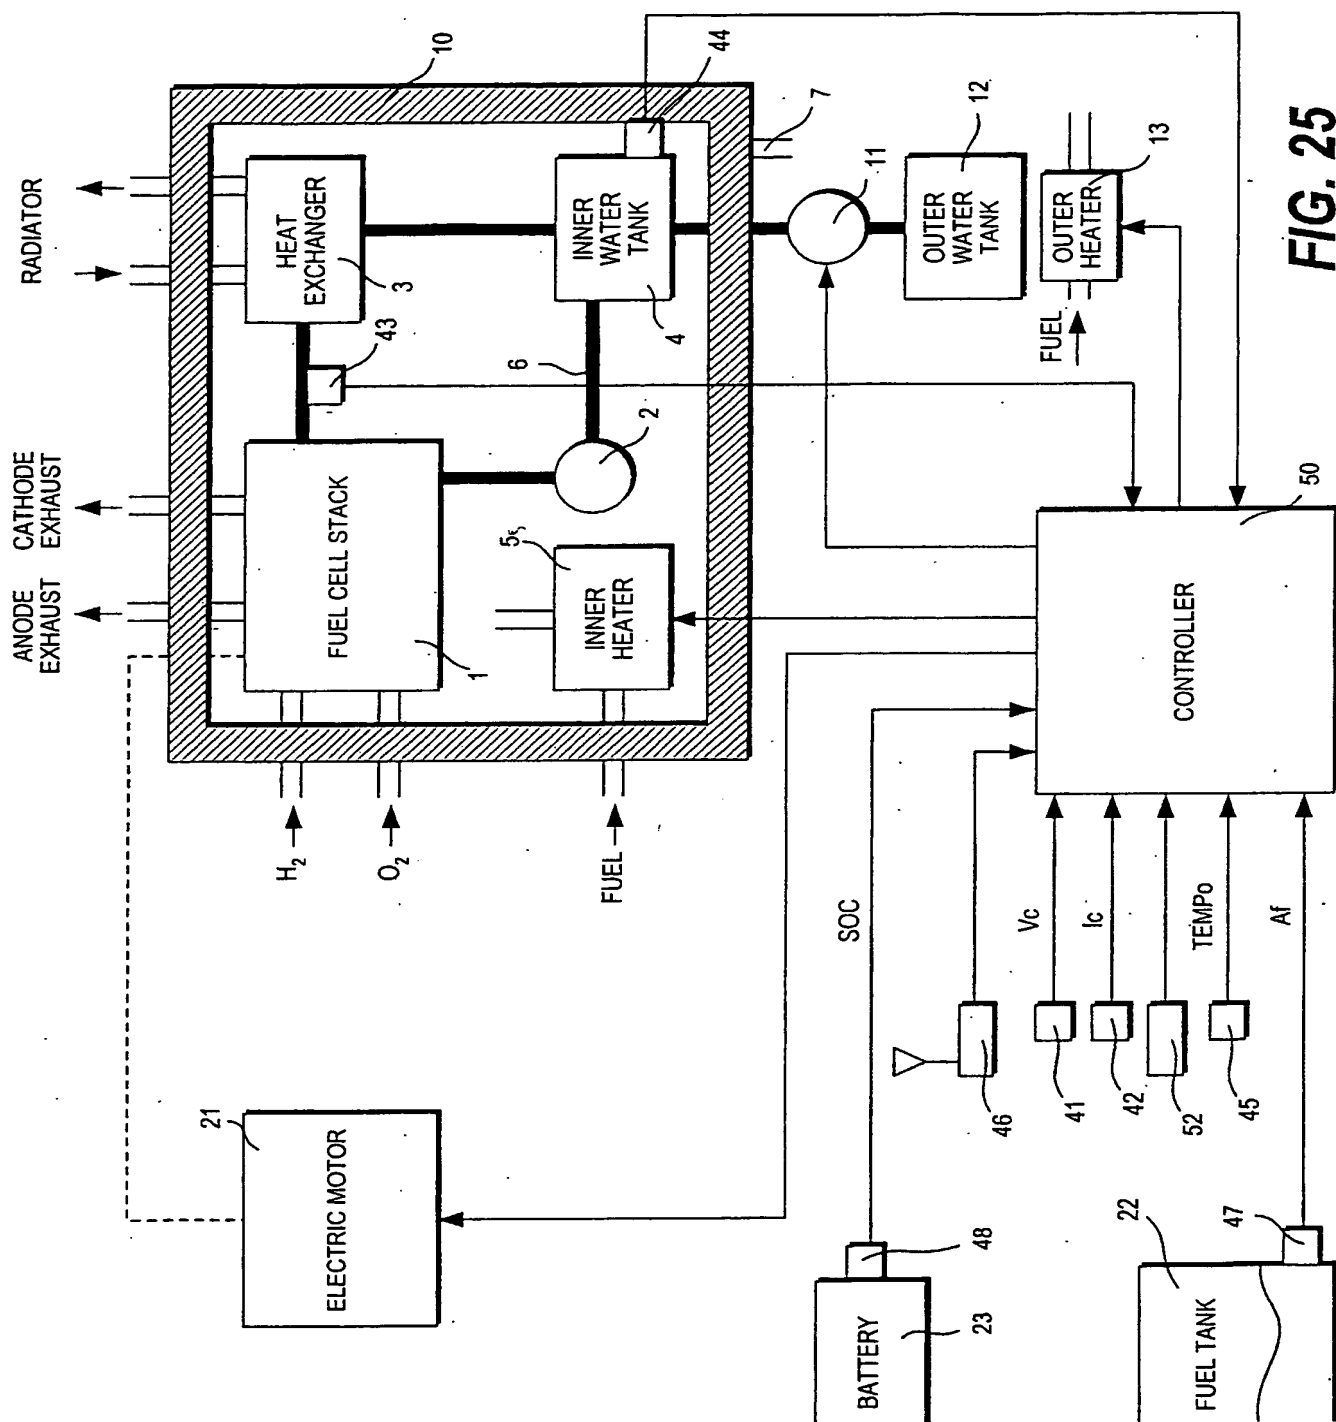 RADIATOR
CATHODE
EXHAUST
ANODE
EXHAUST
10
44
HEAT
EXCHANGER
3
43
INNER
WATER
TANK
4
7
6
2
FUEL CELL STACK
1
5
INNER
HEATER
H2
O2
FUEL
11
12
OUTER
WATER
TANK
13
OUTER
HEATER
FUEL
FIG. 25
50
CONTROLLER
SOC
Vc
Ic
TEMPo
Af
46
41
42
52
45
47
21
ELECTRIC MOTOR
48
BATTERY
23
22
FUEL TANK